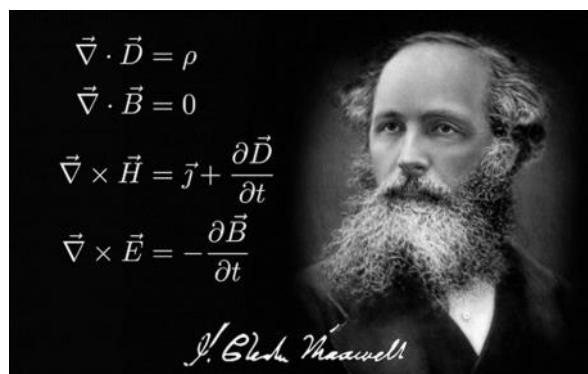 ∇⃗ · D⃗ = ρ
∇⃗ · B⃗ = 0
∇⃗ × H⃗ = ȷ⃗ + ∂D⃗/∂t
∇⃗ × E⃗ = −∂B⃗/∂t
J. Clerk Maxwell